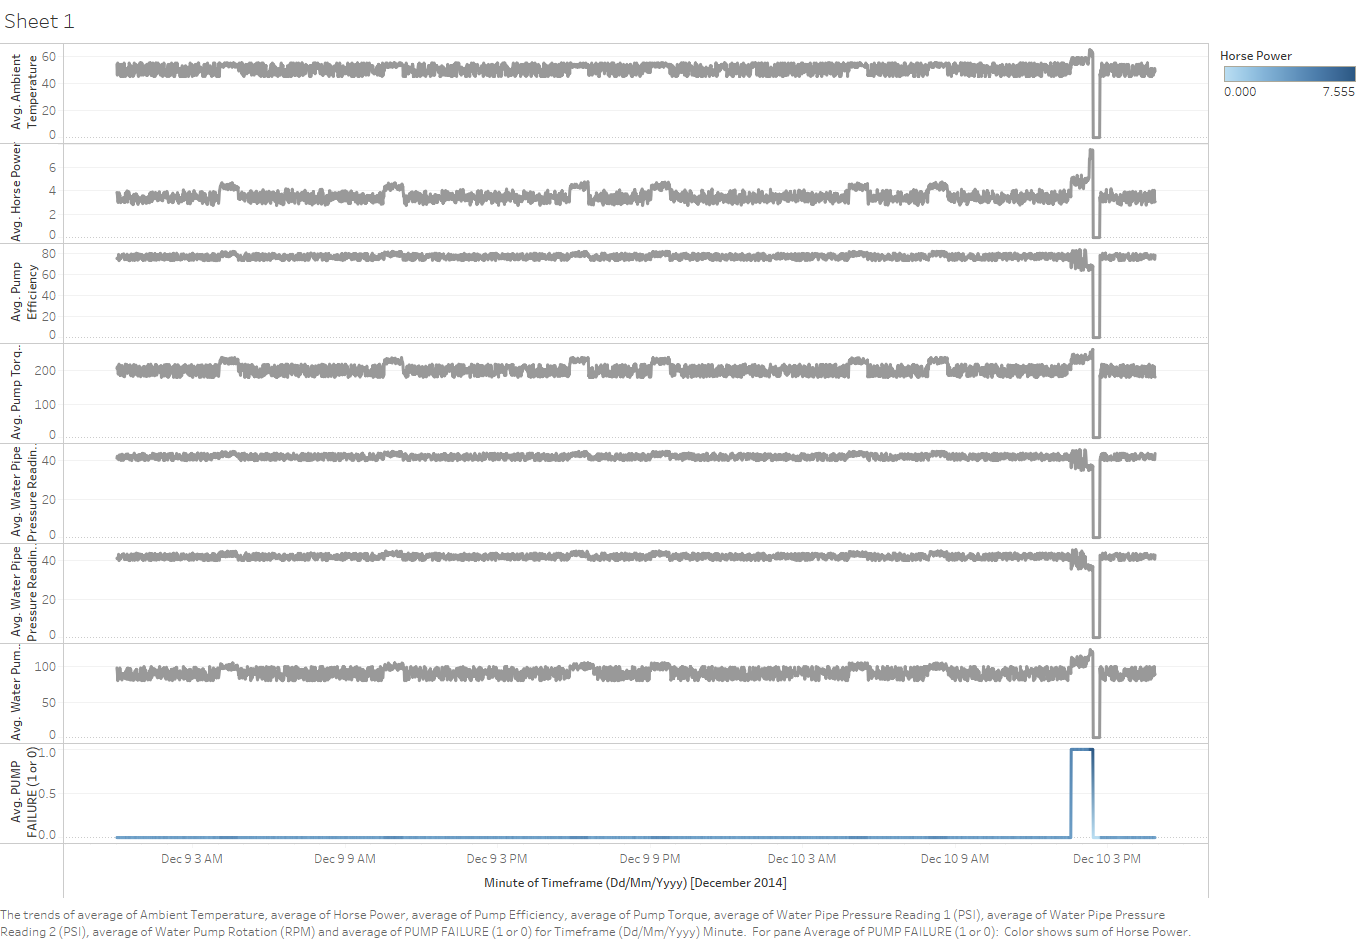 Sheet 1
Avg. Ambient
Temperature
60
40
20
0
Avg. Horse Power
6
4
2
0
Avg. Pump
Efficiency
80
60
40
20
0
Avg. Pump Torq..
200
100
0
Avg. Water Pipe
Pressure Readin..
40
20
0
Avg. Water Pipe
Pressure Readin..
40
20
0
Avg. Water Pum..
100
50
0
Avg. PUMP
FAILURE (1 or 0)
1.0
0.5
0.0
Dec 9 3 AM
Dec 9 9 AM
Dec 9 3 PM
Dec 9 9 PM
Dec 10 3 AM
Dec 10 9 AM
Dec 10 3 PM
Minute of Timeframe (Dd/Mm/Yyyy) [December 2014]
Horse Power
0.000
7.555
The trends of average of Ambient Temperature, average of Horse Power, average of Pump Efficiency, average of Pump Torque, average of Water Pipe Pressure Reading 1 (PSI), average of Water Pipe Pressure
Reading 2 (PSI), average of Water Pump Rotation (RPM) and average of PUMP FAILURE (1 or 0) for Timeframe (Dd/Mm/Yyyy) Minute.  For pane Average of PUMP FAILURE (1 or 0):  Color shows sum of Horse Power.